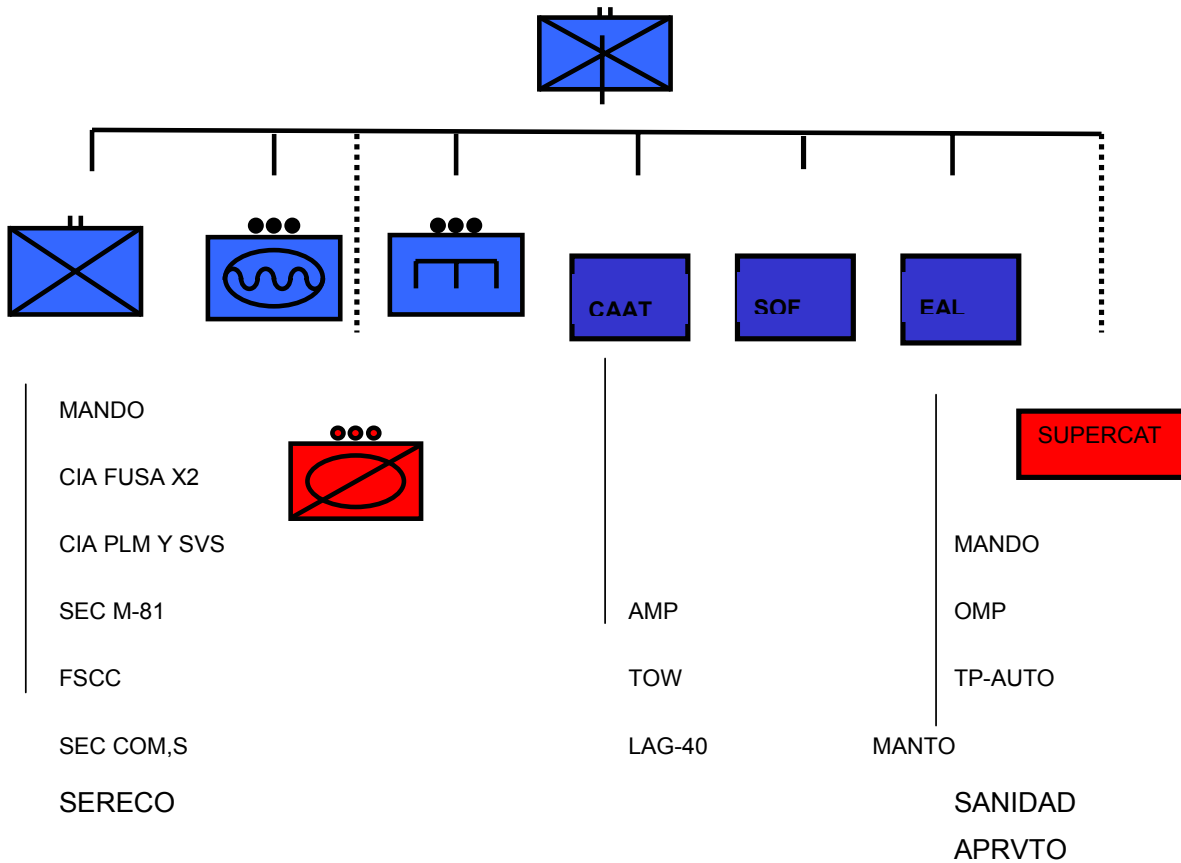 CAAT
SOF
EAL
MANDO
CIA FUSA X2
CIA PLM Y SVS
SEC M-81
FSCC
SEC COM,S
SERECO
AMP
TOW
LAG-40
SUPERCAT
MANDO
OMP
TP-AUTO
MANTO
SANIDAD
APRVTO